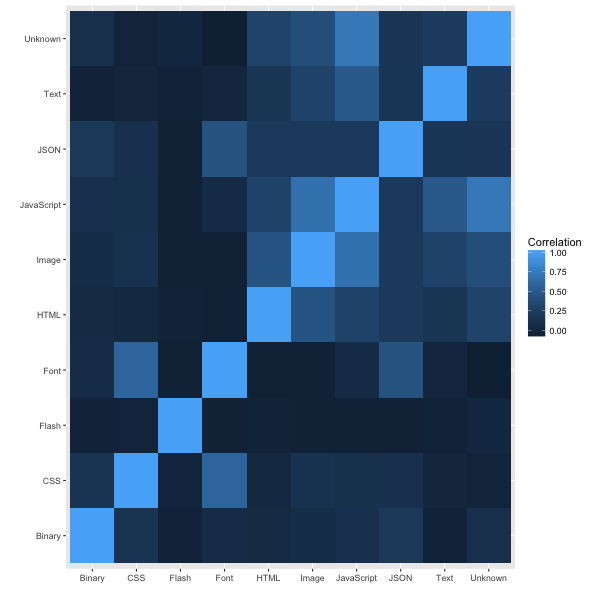 Unknown
Text
JSON
JavaScript
Image
HTML
Font
Flash
CSS
Binary
Binary CSS Flash Font HTML Image JavaScript JSON Text Unknown
Correlation
1.00
0.75
0.50
0.25
0.00